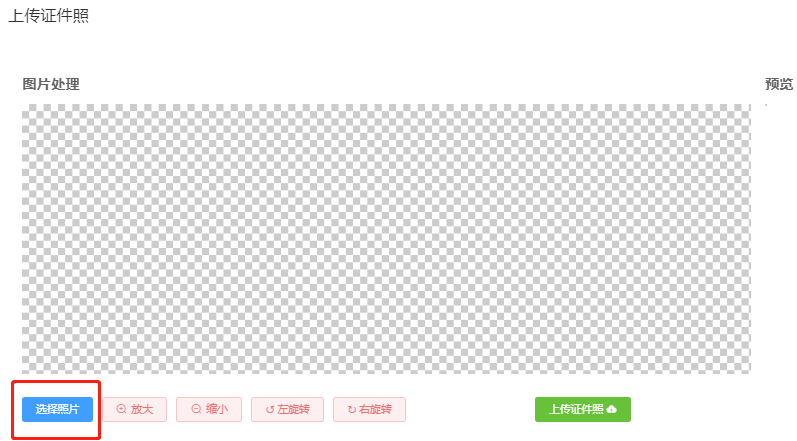 上传证件照
图片处理
预览
选择照片
放大
缩小
左旋转
右旋转
上传证件照